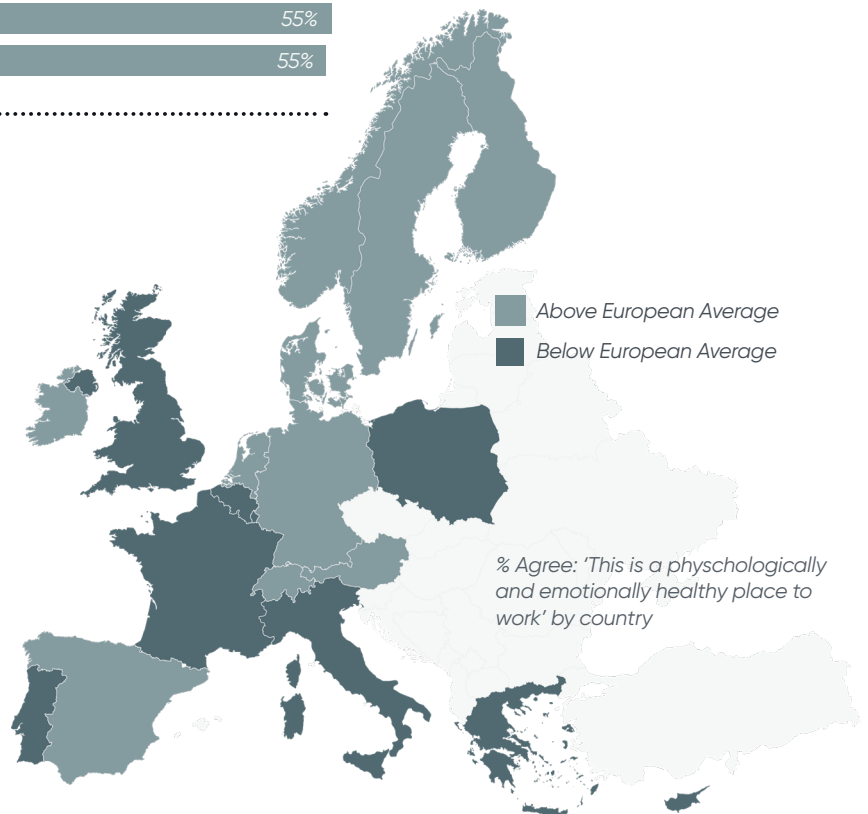 55%
55%
Above European Average
Below European Average
% Agree: ‘This is a physchologically
and emotionally healthy place to
work’ by country